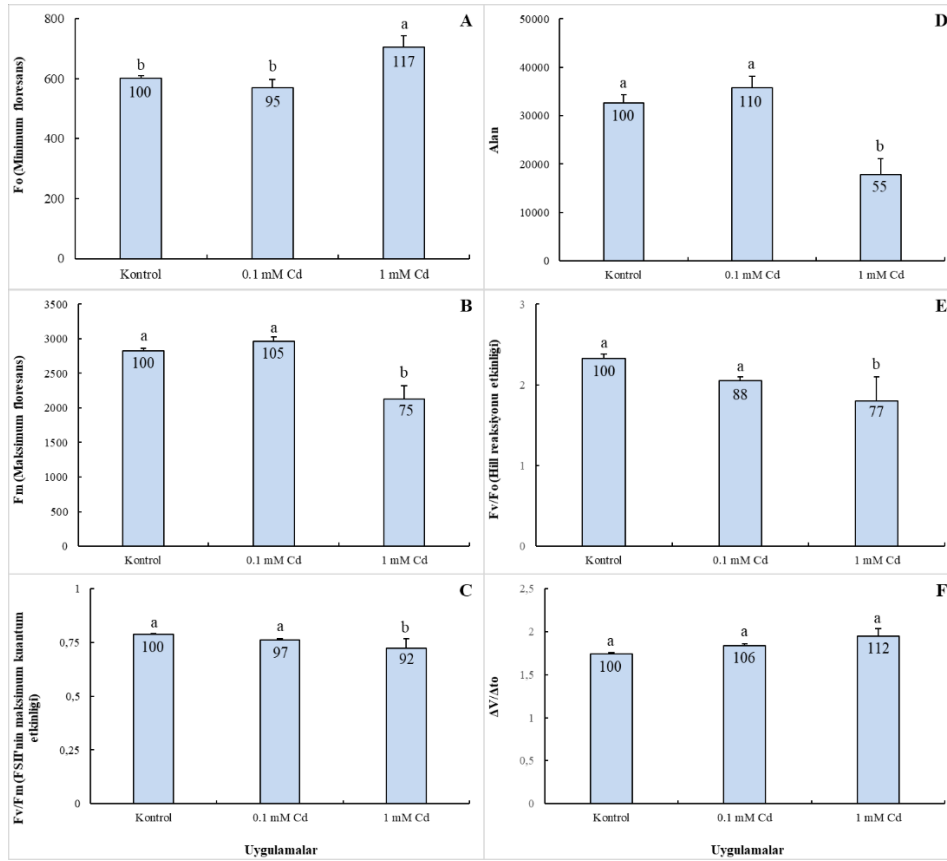 A
Fo (Minimum floresans)
800
600
400
200
0
b
b
a
100
95
117
Kontrol
0.1 mM Cd
1 mM Cd
B
Fm (Maksimum floresans)
3500
3000
2500
2000
1500
1000
500
0
a
a
b
100
105
75
Kontrol
0.1 mM Cd
1 mM Cd
C
Fv/Fm (FSII'nin maksimum kuantum
etkinliği)
1
0,75
0,5
0,25
0
a
a
b
100
97
92
Kontrol
0.1 mM Cd
1 mM Cd
Uygulamalar
D
Alan
50000
40000
30000
20000
10000
0
a
a
b
100
110
55
Kontrol
0.1 mM Cd
1 mM Cd
E
Fv/Fo (Hill reaksiyonu etkinliği)
3
2
1
0
a
a
b
100
88
77
Kontrol
0.1 mM Cd
1 mM Cd
F
ΔV/Δto
2,5
2
1,5
1
0,5
0
a
a
a
100
106
112
Kontrol
0.1 mM Cd
1 mM Cd
Uygulamalar